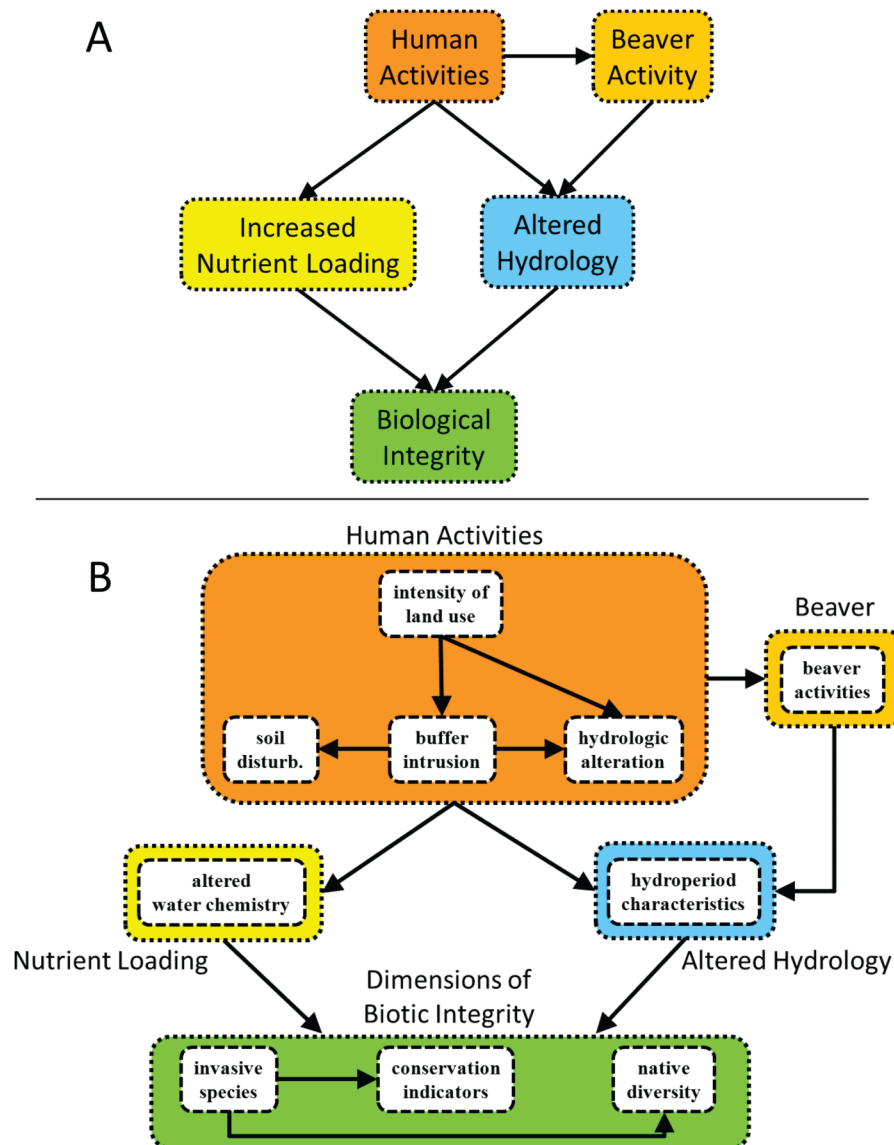 A
Human
Activities
Beaver
Activity
Increased
Nutrient Loading
Altered
Hydrology
Biological
Integrity
B
Human Activities
intensity of
land use
Beaver
beaver
activities
soil
disturb.
buffer
intrusion
hydrologic
alteration
altered
water chemistry
hydroperiod
characteristics
Nutrient Loading
Altered Hydrology
Dimensions of
Biotic Integrity
invasive
species
conservation
indicators
native
diversity